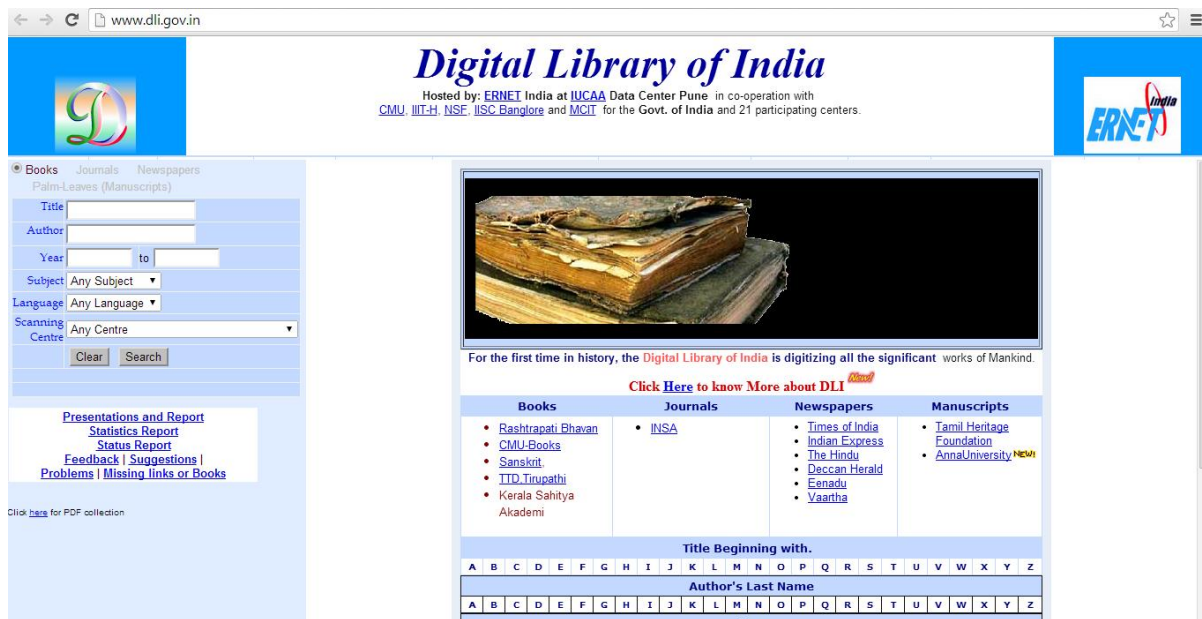 www.dli.gov.in
Digital Library of India
Hosted by: ERNET India at IUCAA Data Center Pune in co-operation with
CMU, IIIT-H, NSF, IISC Banglore and MCIT for the Govt. of India and 21 participating centers.
D
India
ERNET
Books Journals Newspapers
Palm-Leaves (Manuscripts)
Title
Author
Year to
Subject Any Subject
Language Any Language
Scanning
Centre Any Centre
Clear Search
Presentations and Report
Statistics Report
Status Report
Feedback | Suggestions |
Problems | Missing links or Books
Click here for PDF collection
For the first time in history, the Digital Library of India is digitizing all the significant works of Mankind.
Click Here to know More about DLI New!
Books Journals Newspapers Manuscripts
Rashtrapati Bhavan
CMU-Books
Sanskrit,
TTD,Tirupathi
Kerala Sahitya
Akademi
INSA
Times of India
Indian Express
The Hindu
Deccan Herald
Eenadu
Vaartha
Tamil Heritage
Foundation
AnnaUniversity NEW!
Title Beginning with.
A B C D E F G H I J K L M N O P Q R S T U V W X Y Z
Author's Last Name
A B C D E F G H I J K L M N O P Q R S T U V W X Y Z